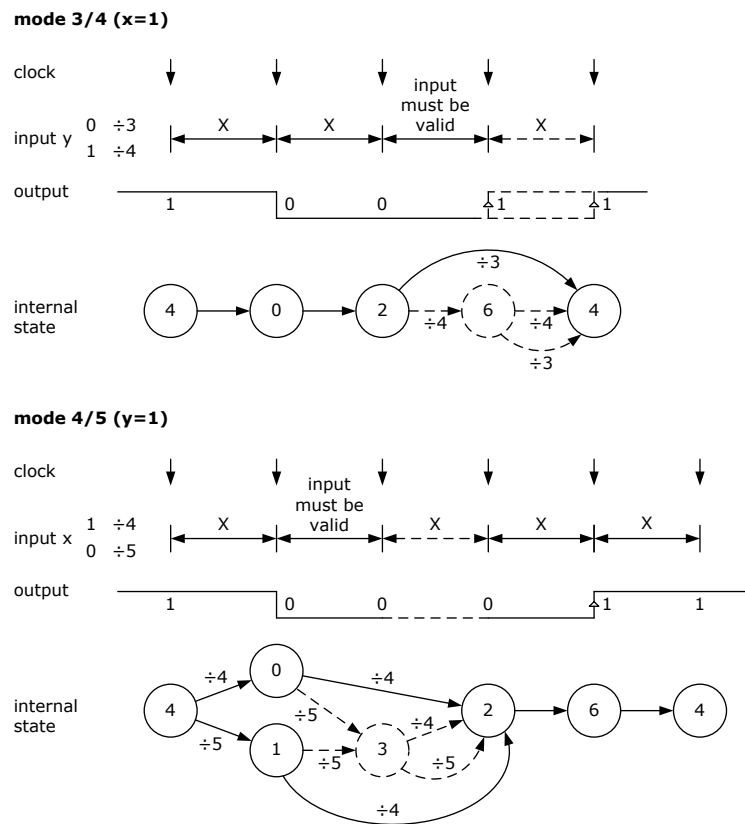 mode 3/4 (x=1)
clock
input
must be
valid
input y 0 ÷3
1 ÷4
X X X
output
1 0 0 1 1
÷3
internal
state
4 0 2 6 4
÷4 ÷4
÷3
mode 4/5 (y=1)
clock
input
must be
valid
input x 1 ÷4
0 ÷5
X X X X
output
1 0 0 0 1 1
÷4 0 ÷4
internal
state
4 2 6 4
÷5 ÷4
÷5 1 ÷5 3 ÷5
÷4